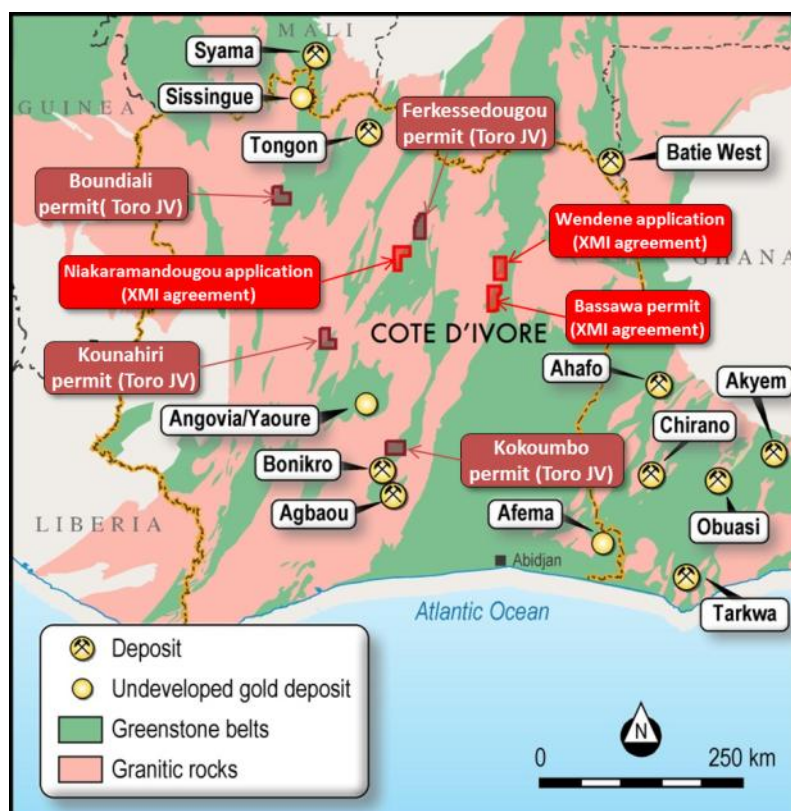 MALI
Syama
GUINEA
Sissingue
Ferkessedougou
permit (Toro JV)
Tongon
Batie West
Boundiali
permit( Toro JV)
Wendene application
(XMI agreement)
GHANA
Niakaramandougou application
(XMI agreement)
Bassawa permit
(XMI agreement)
COTE D'IVORE
Kounahiri
permit (Toro JV)
Ahafo
Akyem
Angovia/Yaoure
Chirano
Kokoumbo
permit (Toro JV)
Bonikro
Agbaou
Obuasi
LIBERIA
Afema
Abidjan
Tarkwa
Atlantic Ocean
Deposit
Undeveloped gold deposit
Greenstone belts
Granitic rocks
N
0 250 km